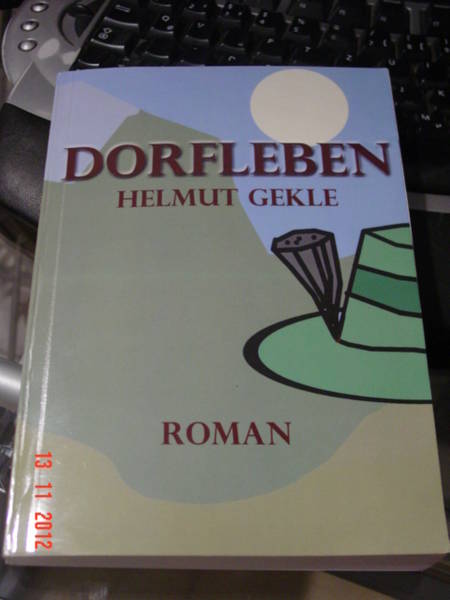 DORFLEBEN
HELMUT GEKLE
ROMAN
13 11 2012